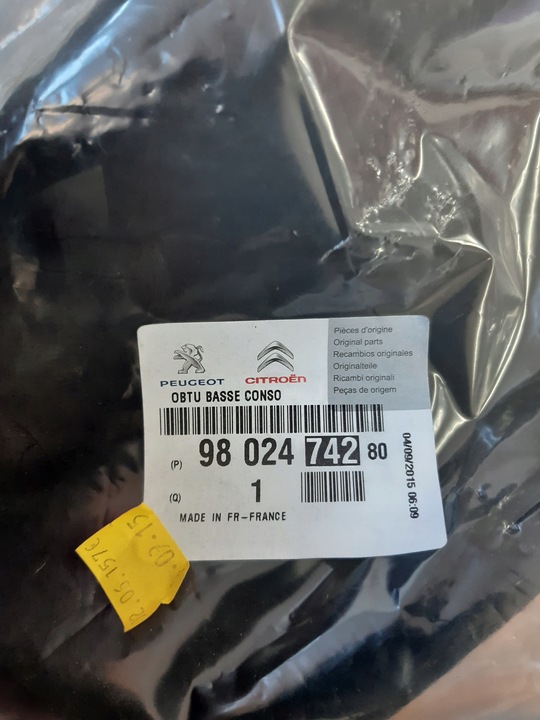 Pièces d'origine
Original parts
Recambios originales
Originalteile
Ricambi originali
Peças de origem
PEUGEOT CITROËN
OBTU BASSE CONSO
(P) 98 024 742 80
(Q) 1
MADE IN FR-FRANCE
04/09/2015 06:09